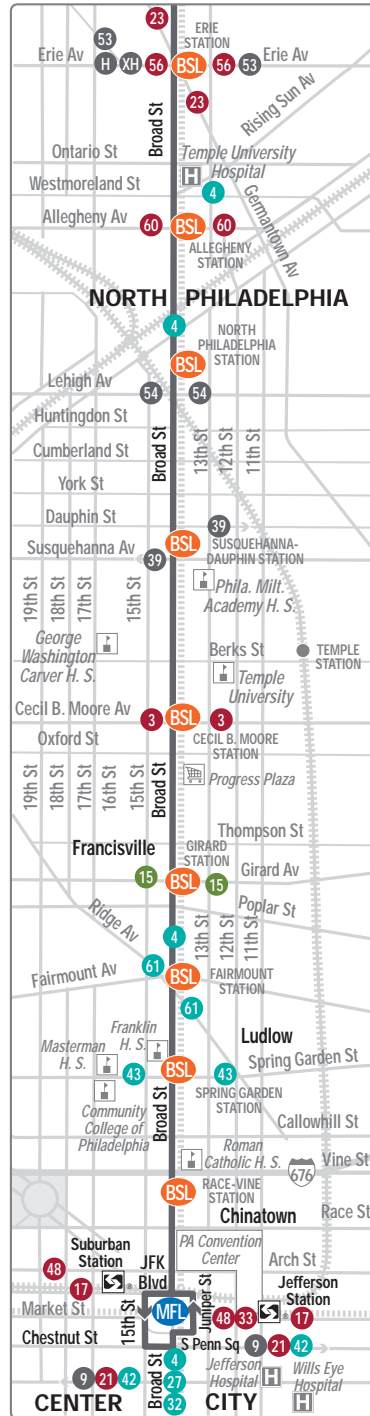 23
53
ERIE
STATION
Erie Av
H
XH
56
BSL
56
53
Erie Av
23
Broad St
Rising Sun Av
Ontario St
Temple University
Hospital
H
Westmoreland St
4
Germantown Av
Allegheny Av
60
BSL
60
ALLEGHENY
STATION
NORTH PHILADELPHIA
4
NORTH
PHILADELPHIA
STATION
BSL
Lehigh Av
54
54
Huntingdon St
Broad St
13th St
12th St
11th St
Cumberland St
York St
Dauphin St
39
Susquehanna Av
39
BSL
SUSQUEHANNA-
DAUPHIN STATION
19th St
18th St
17th St
15th St
Phila. Milt.
Academy H. S.
George
Washington
Carver H. S.
Berks St
TEMPLE
STATION
Temple
University
Cecil B. Moore Av
3
BSL
3
Oxford St
CECIL B. MOORE
STATION
19th St
18th St
17th St
16th St
15th St
Broad St
Progress Plaza
Thompson St
Francisville
GIRARD
STATION
15
BSL
15
Girard Av
Ridge Av
Poplar St
13th St
12th St
11th St
4
Fairmount Av
61
BSL
FAIRMOUNT
STATION
61
Franklin
H. S.
Ludlow
Masterman
H. S.
43
BSL
43
Spring Garden St
SPRING GARDEN
STATION
Community
College of
Philadelphia
Broad St
Callowhill St
Roman
Catholic H. S.
676
Vine St
BSL
RACE-VINE
STATION
Chinatown
Race St
PA Convention
Center
Suburban
Station
JFK
Blvd
Arch St
48
17
S
®
Juniper St
Jefferson
Station
S
®
Market St
15th St
MFL
48
33
17
Chestnut St
S Penn Sq
9
21
42
4
Jefferson
Hospital
H
Wills Eye
Hospital
H
9
21
42
Broad St
27
32
CENTER CITY